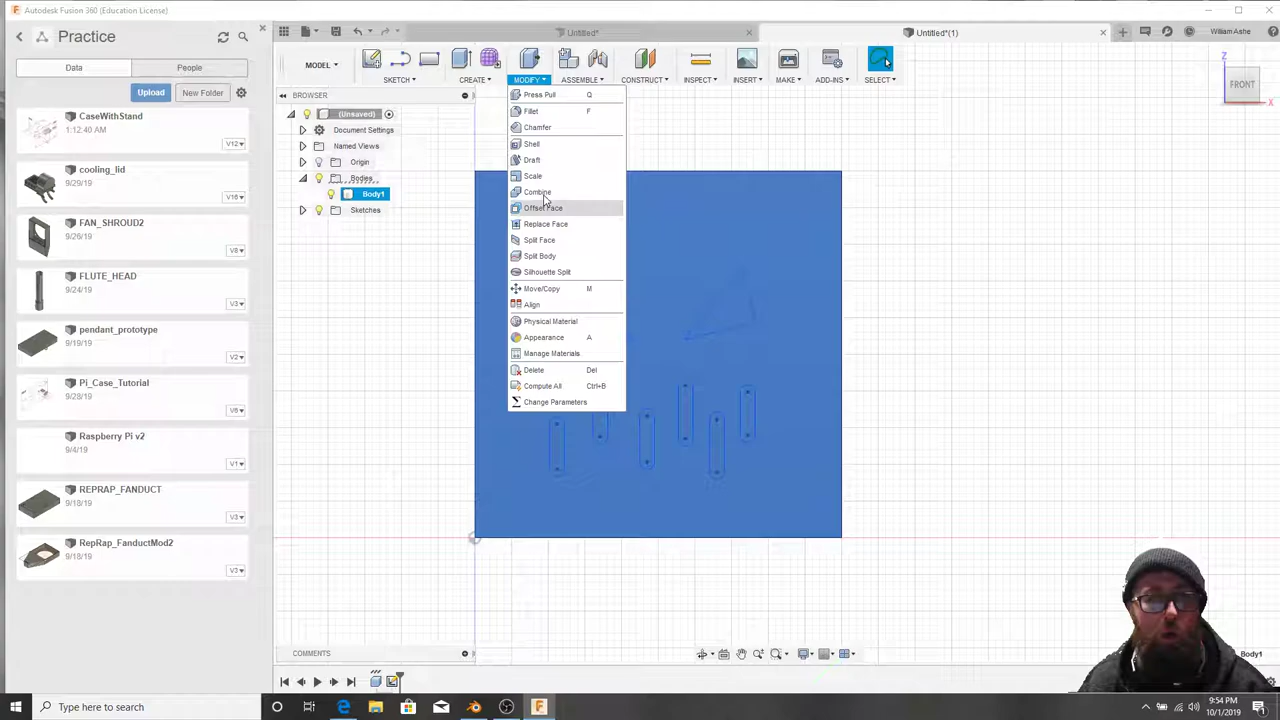 Autodesk Fusion 360 (Education License)
Practice
Data
People
Upload
New Folder
CaseWithStand
1:12:40 AM
V12
cooling_lid
9/29/19
V16
FAN_SHROUD2
9/26/19
V8
FLUTE_HEAD
9/24/19
V3
pendant_prototype
9/19/19
V2
Pi_Case_Tutorial
V6
Raspberry Pi v2
9/4/19
V1
REPRAP_FANDUCT
9/18/19
V3
RepRap_FanductMod2
9/18/19
V3
Untitled*
Untitled*(1)
William Ashe
MODEL
SKETCH
CREATE
MODIFY
ASSEMBLE
CONSTRUCT
INSPECT
INSERT
MAKE
ADD-INS
SELECT
BROWSER
(Unsaved)
Document Settings
Named Views
Origin
Bodies
Body1
Sketches
Press Pull Q
Fillet F
Chamfer
Shell
Draft
Scale
Combine
Offset Face
Replace Face
Split Face
Split Body
Silhouette Split
Move/Copy M
Align
Physical Material
Appearance A
Manage Materials
Delete Del
Compute All Ctrl+B
Change Parameters
Z
FRONT
X
COMMENTS
Body1
Type here to search
9:54 PM
10/1/2019